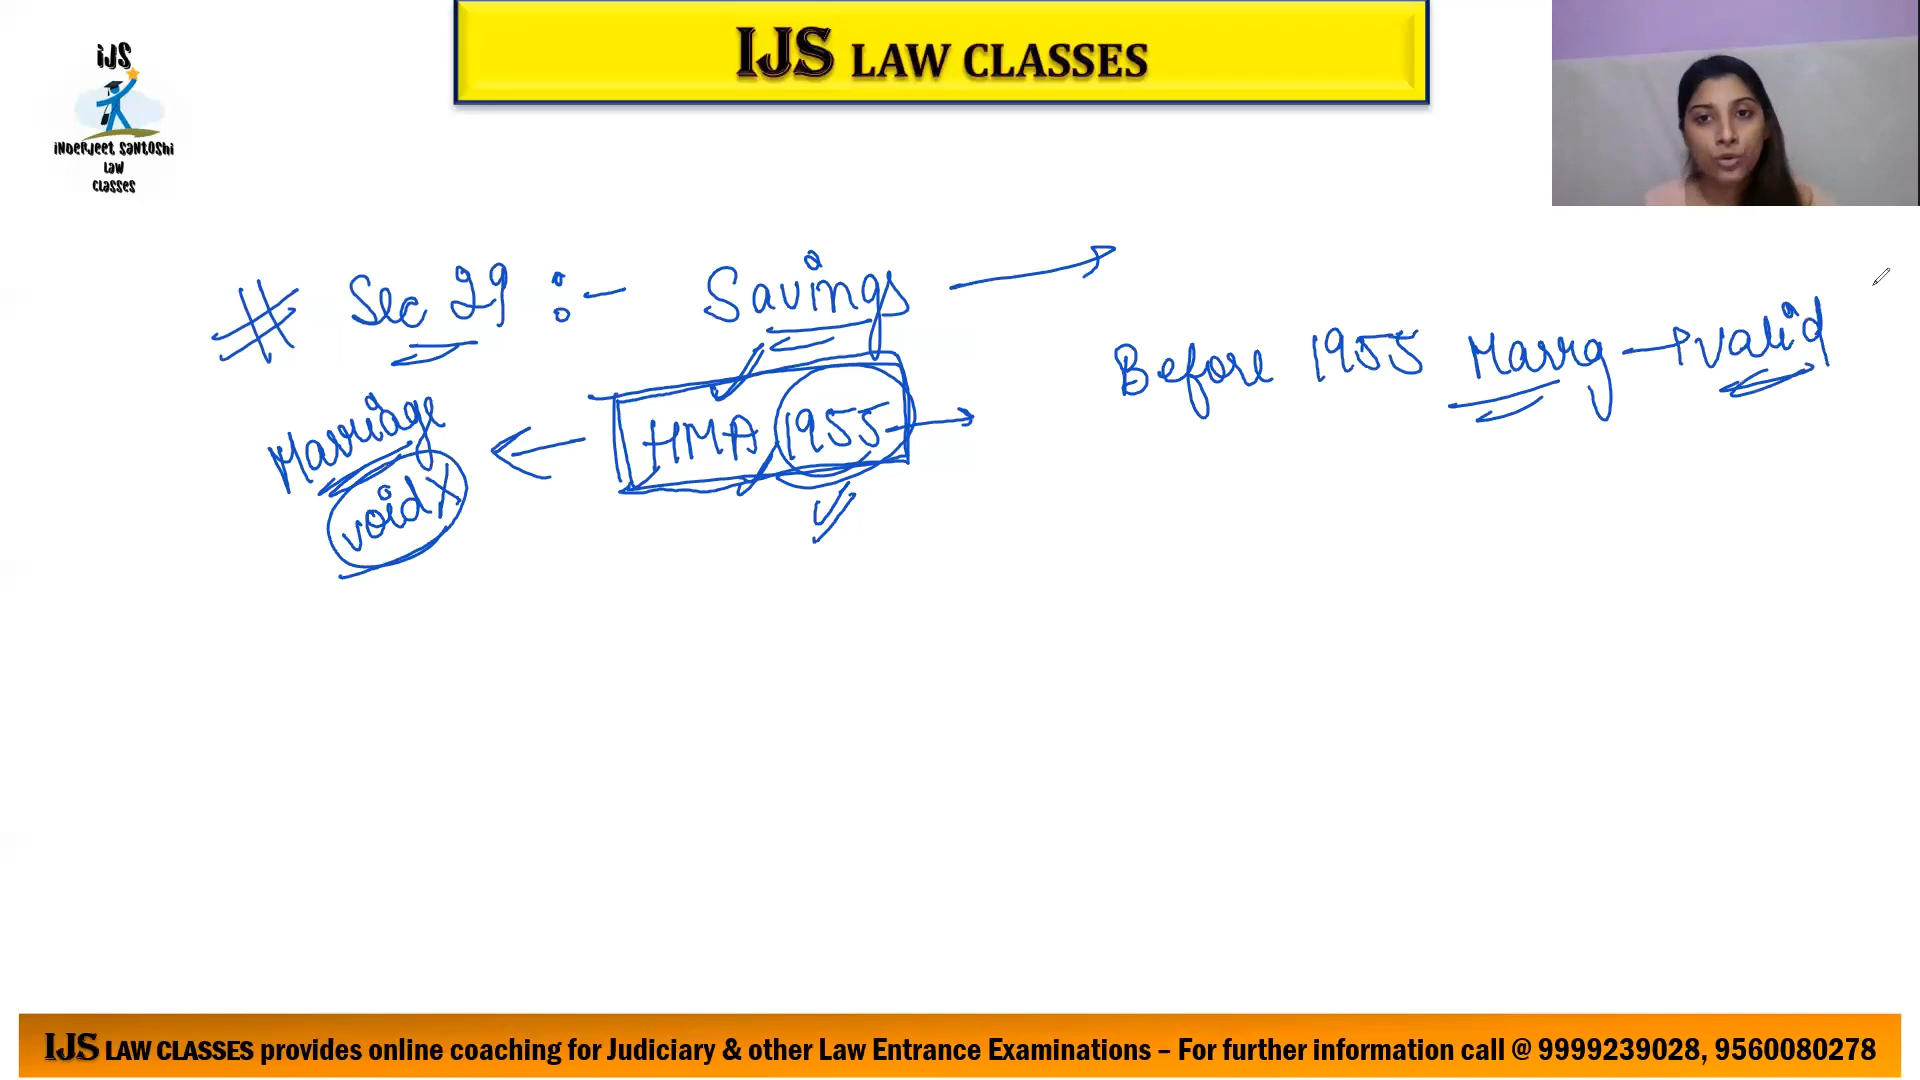 IJS LAW CLASSES
iJS
iNDERJEET SANTOSHI
LAW
CLASSES
# Sec 29 :- Savings →
Before 1955 Marrg → valid
Marriage ← HMA 1955 →
void X
IJS LAW CLASSES provides online coaching for Judiciary & other Law Entrance Examinations – For further information call @ 9999239028, 9560080278